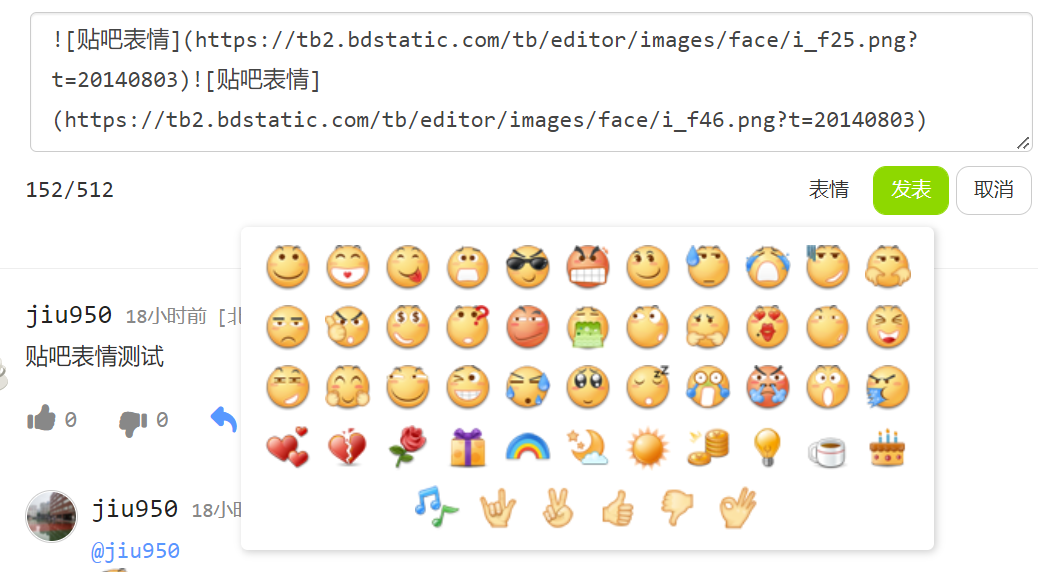 ![贴吧表情](https://tb2.bdstatic.com/tb/editor/images/face/i_f25.png?
t=20140803)![贴吧表情]
(https://tb2.bdstatic.com/tb/editor/images/face/i_f46.png?t=20140803)
152/512 表情 发表 取消
jiu950 18小时前 [北
贴吧表情测试
0 0
jiu950 18小时
@jiu950